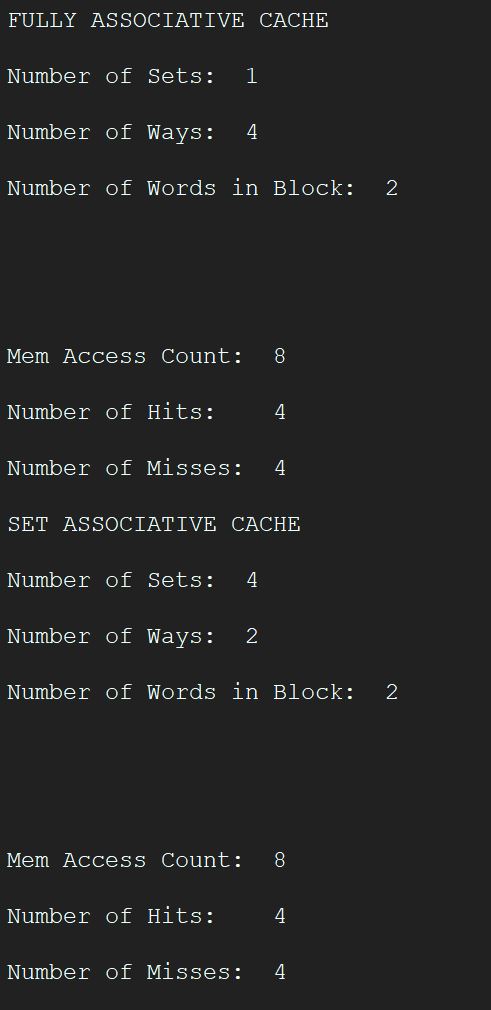 FULLY ASSOCIATIVE CACHE
Number of Sets:  1
Number of Ways:  4
Number of Words in Block:  2
Mem Access Count:  8
Number of Hits:    4
Number of Misses:  4
SET ASSOCIATIVE CACHE
Number of Sets:  4
Number of Ways:  2
Number of Words in Block:  2
Mem Access Count:  8
Number of Hits:    4
Number of Misses:  4